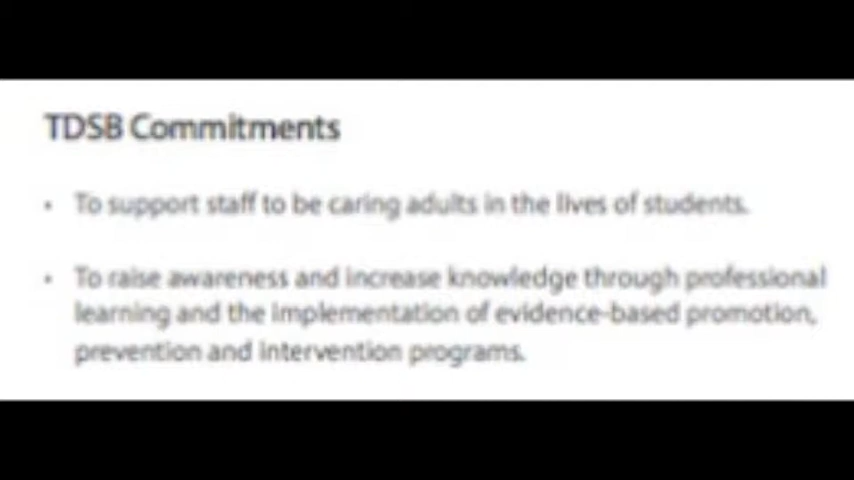 TDSB Commitments
• To support staff to be caring adults in the lives of students.
• To raise awareness and increase knowledge through professional
learning and the implementation of evidence-based promotion,
prevention and intervention programs.